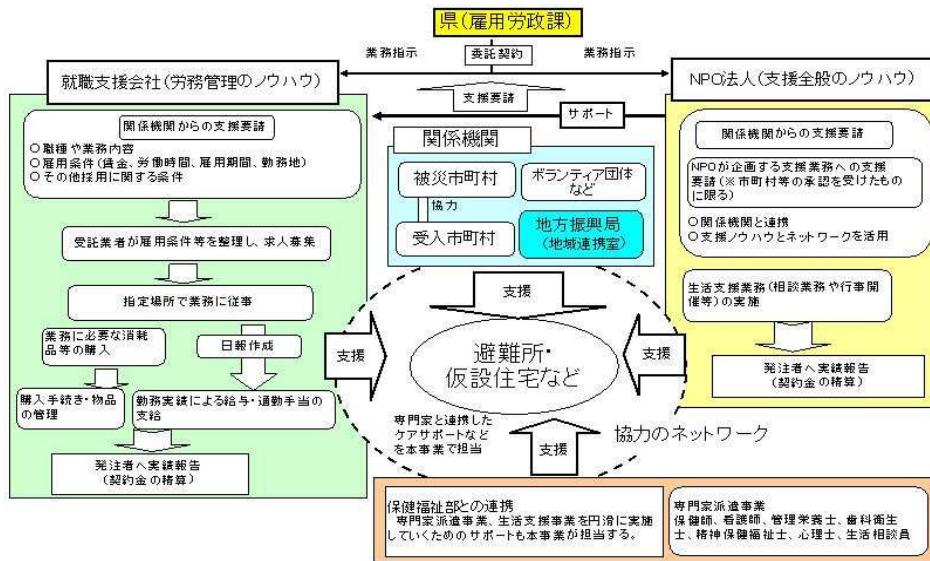 県(雇用労政課)
業務指示
委託契約
業務指示
就職支援会社(労務管理のノウハウ)
支援要請
NPO法人(支援全般のノウハウ)
サポート
関係機関からの支援要請
○職種や業務内容
○雇用条件(賃金、労働時間、雇用期間、勤務地)
○その他採用に関する条件
受託業者が雇用条件等を整理し、求人募集
指定場所で業務に従事
業務に必要な消耗
品等の購入
日報作成
購入手続き・物品
の管理
勤務実績による給与・通勤手当の
支給
発注者へ実績報告
(契約金の精算)
関係機関
被災市町村
協力
受入市町村
ボランティア団体
など
地方振興局
(地域連携室)
支援
支援
避難所・
仮設住宅など
支援
専門家と連携した
ケアサポートなど
を本事業で担当
支援
協力のネットワーク
関係機関からの支援要請
NPOが企画する支援業務への支援
要請(※市町村等の承認を受けたもの
に限る)
○関係機関と連携
○支援ノウハウとネットワークを活用
生活支援業務(相談業務や行事開
催等)の実施
発注者へ実績報告
(契約金の精算)
保健福祉部との連携
専門家派遣事業、生活支援事業を円滑に実施
していくためのサポートも本事業が担当する。
専門家派遣事業
保健師、看護師、管理栄養士、歯科衛生
士、精神保健福祉士、心理士、生活相談員